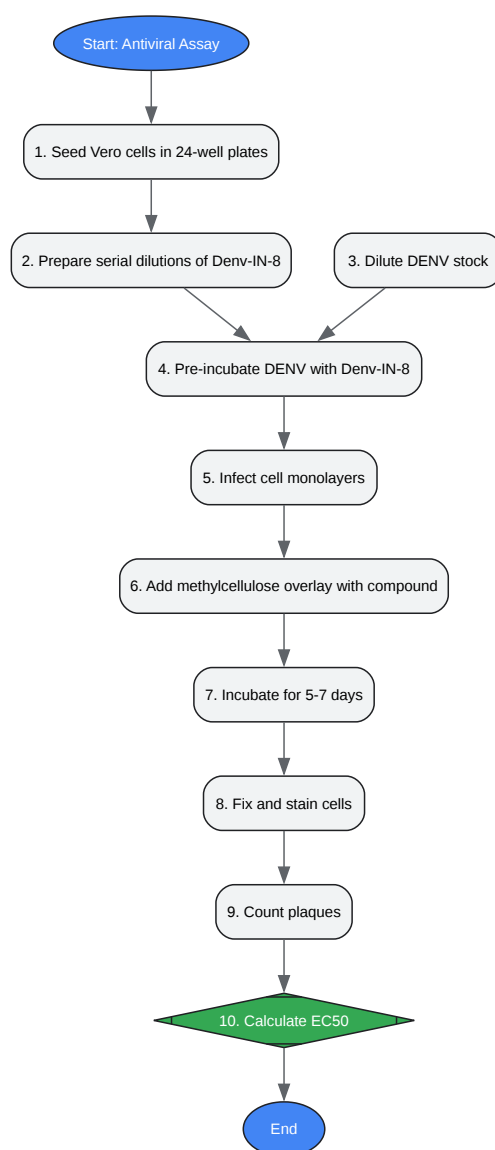 Start: Antiviral Assay
1. Seed Vero cells in 24-well plates
2. Prepare serial dilutions of Denv-IN-8
3. Dilute DENV stock
4. Pre-incubate DENV with Denv-IN-8
5. Infect cell monolayers
6. Add methylcellulose overlay with compound
7. Incubate for 5-7 days
8. Fix and stain cells
9. Count plaques
10. Calculate EC50
End